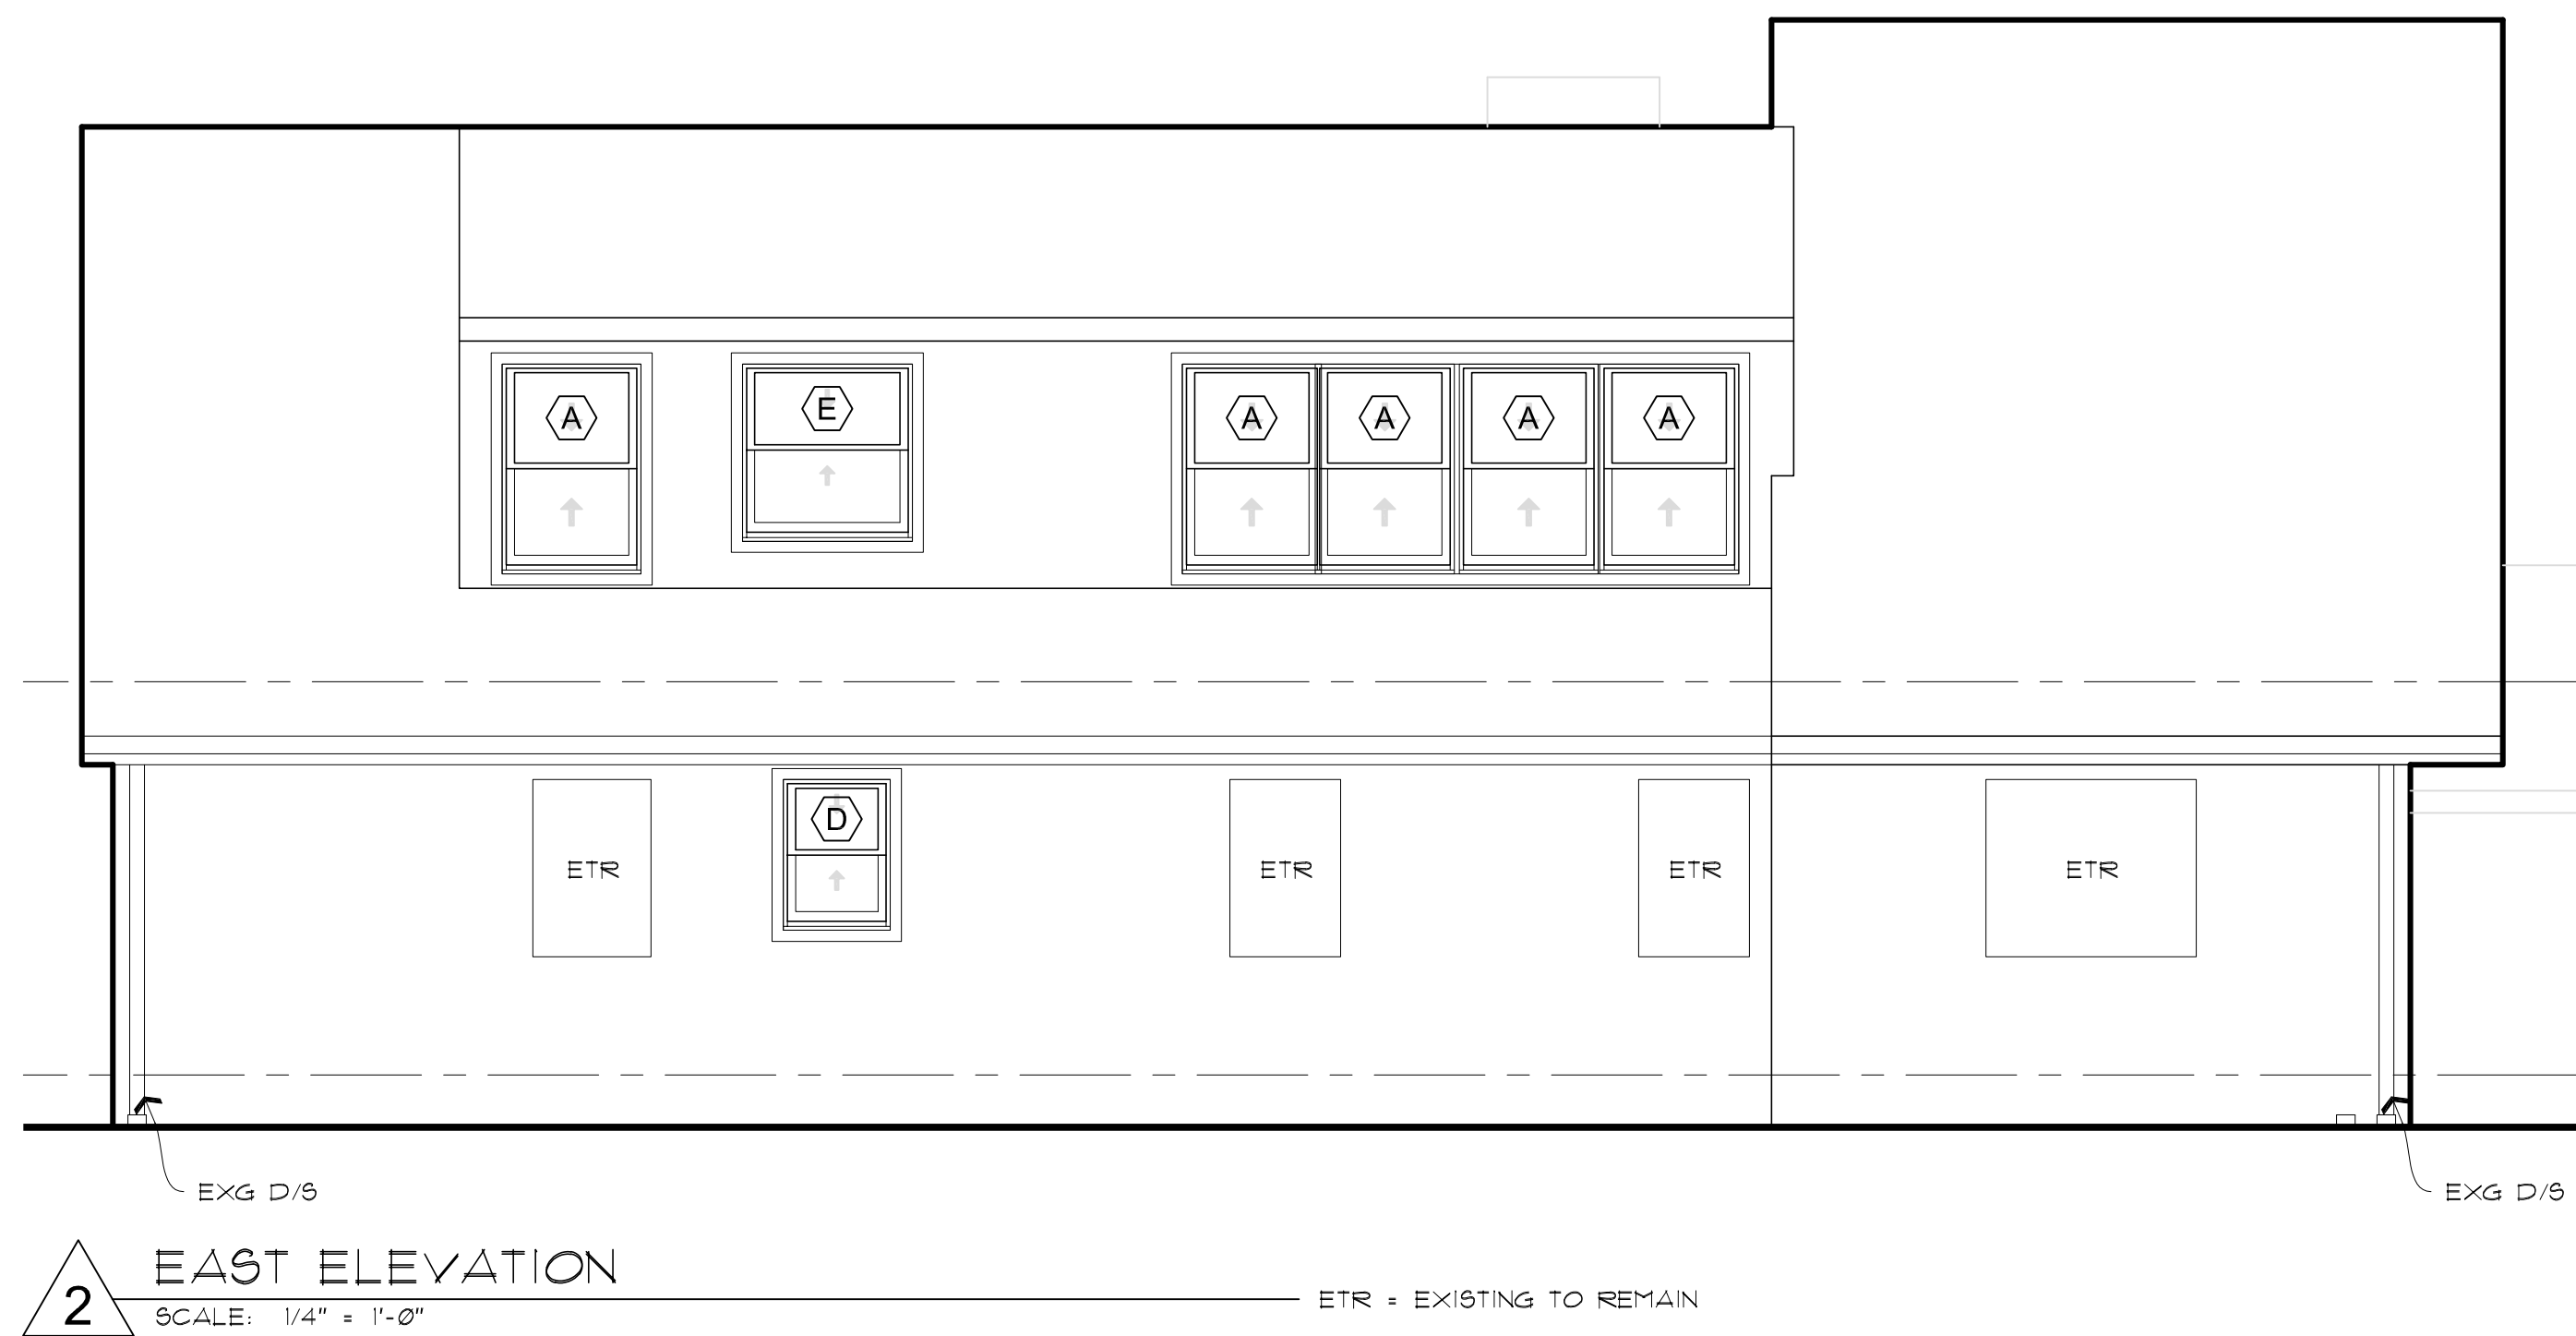 A E A A A A
ETR D ETR ETR ETR
EXG D/S EXG D/S
2 EAST ELEVATION
SCALE: 1/4" = 1'-0"
ETR = EXISTING TO REMAIN